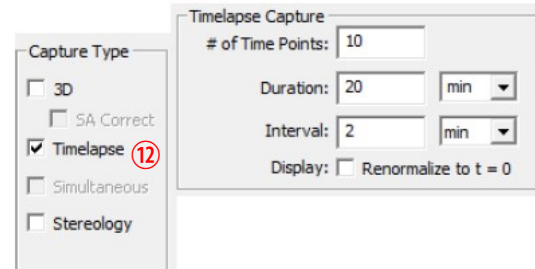 Capture Type
3D
SA Correct
Timelapse ⑫
Simultaneous
Stereology
Timelapse Capture
# of Time Points: 10
Duration: 20 min
Interval: 2 min
Display: Renormalize to t = 0